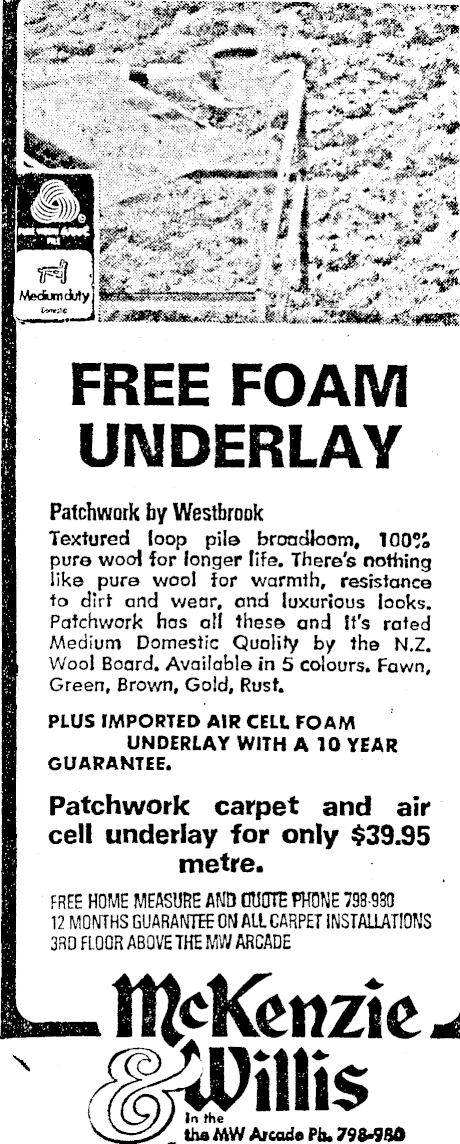 Medium duty
Domestic
FREE FOAM
UNDERLAY
Patchwork by Westbrook
Textured loop pile broadloom, 100%
pure wool for longer life. There's nothing
like pure wool for warmth, resistance
to dirt and wear, and luxurious looks.
Patchwork has all these and It's rated
Medium Domestic Quality by the N.Z.
Wool Board. Available in 5 colours. Fawn,
Green, Brown, Gold, Rust.
PLUS IMPORTED AIR CELL FOAM
UNDERLAY WITH A 10 YEAR
GUARANTEE.
Patchwork carpet and air
cell underlay for only $39.95
metre.
FREE HOME MEASURE AND QUOTE PHONE 798-980
12 MONTHS GUARANTEE ON ALL CARPET INSTALLATIONS
3RD FLOOR ABOVE THE MW ARCADE
McKenzie
& Willis
In the
the MW Arcade Ph. 798-980